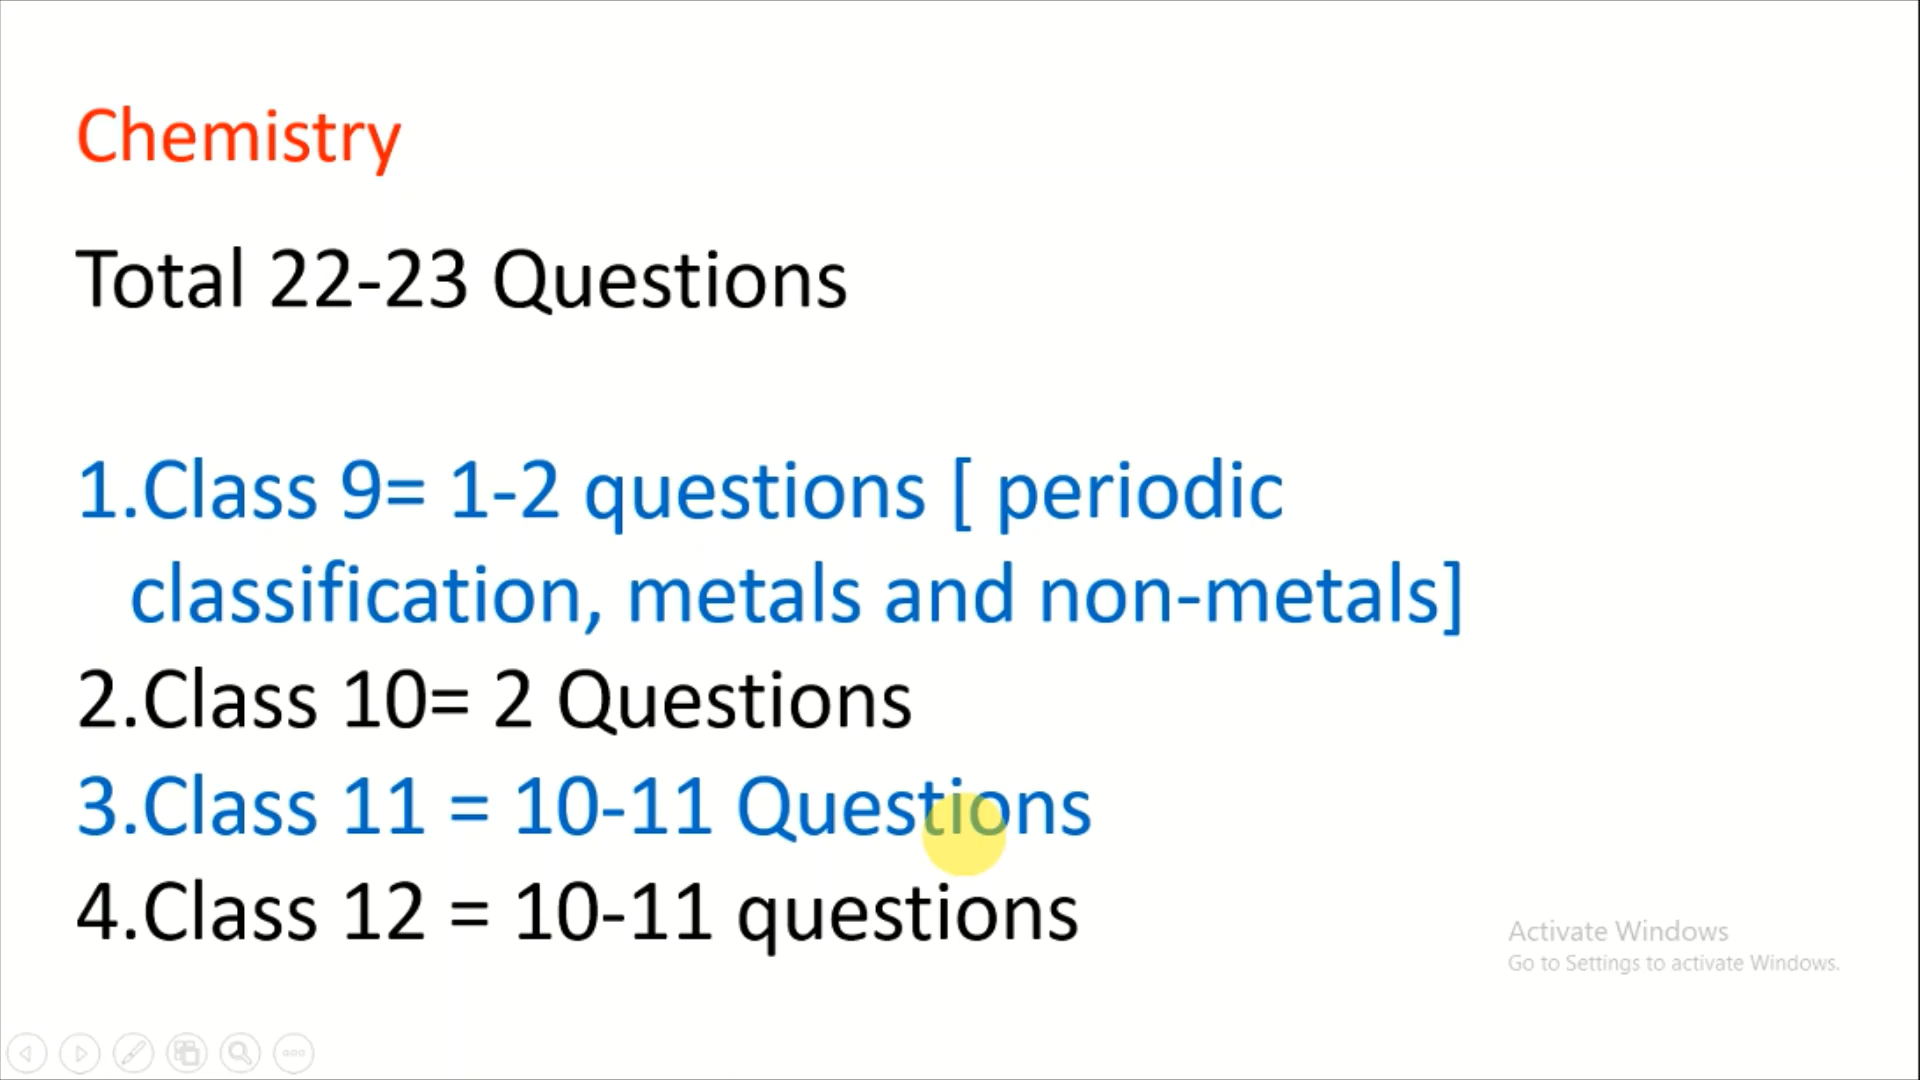 Chemistry
Total 22-23 Questions
1.Class 9= 1-2 questions [ periodic
classification, metals and non-metals]
2.Class 10= 2 Questions
3.Class 11 = 10-11 Questions
4.Class 12 = 10-11 questions
Activate Windows
Go to Settings to activate Windows.